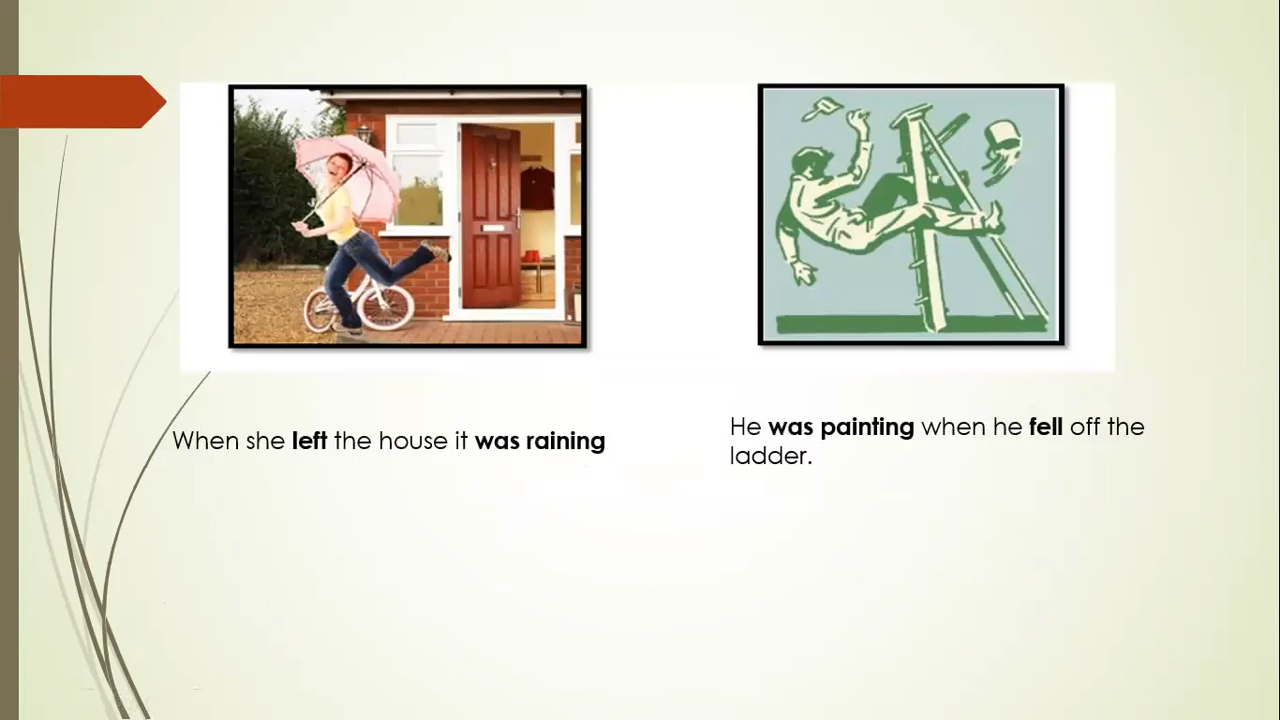 When she left the house it was raining
He was painting when he fell off the
ladder.